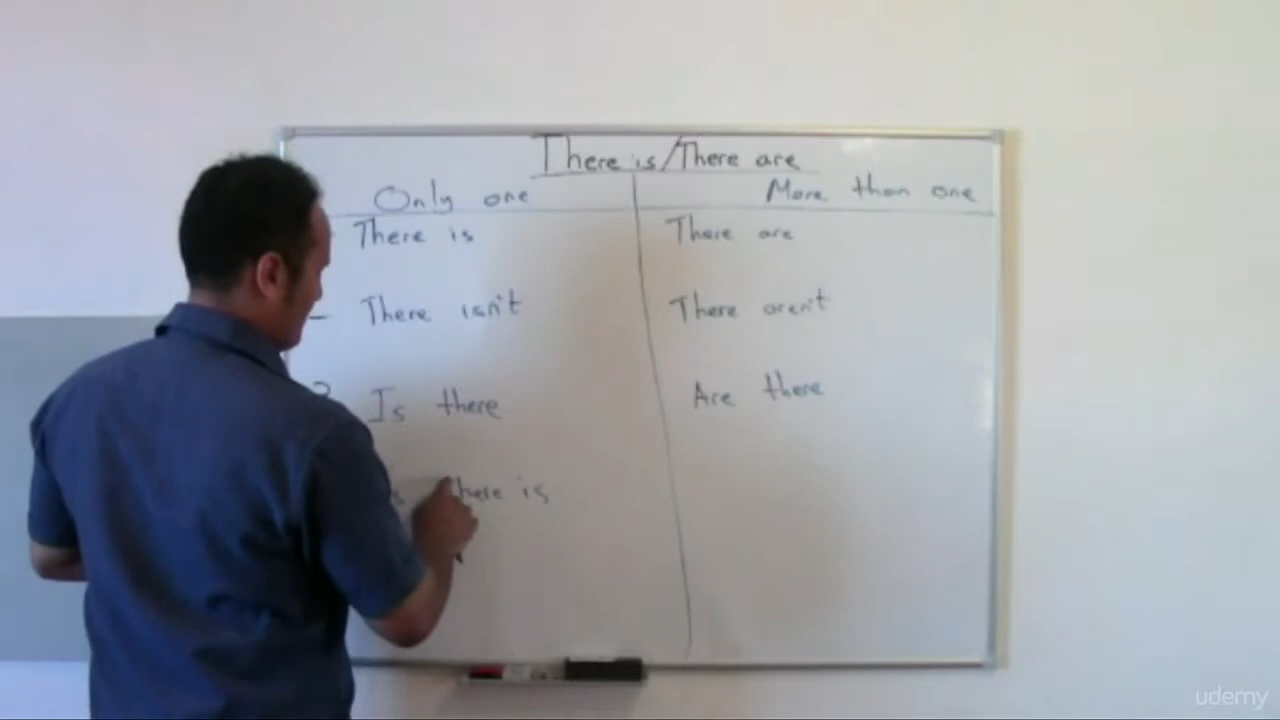 There is/There are
Only one More than one
There is There are
- There isn't There aren't
? Is there Are there
There is
udemy